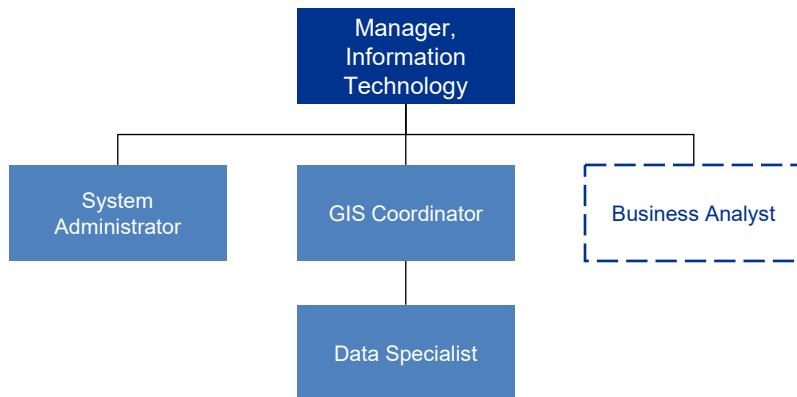 Manager,
Information
Technology
System
Administrator
GIS Coordinator
Business Analyst
Data Specialist